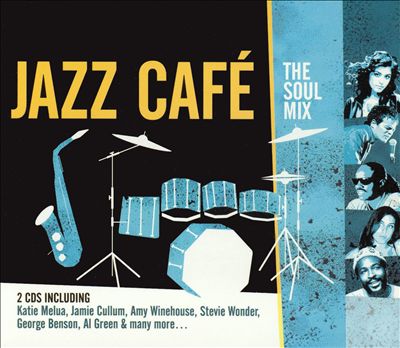 JAZZ CAFÉ
THE
SOUL
MIX
2 CDS INCLUDING
Katie Melua, Jamie Cullum, Amy Winehouse, Stevie Wonder,
George Benson, Al Green & many more...